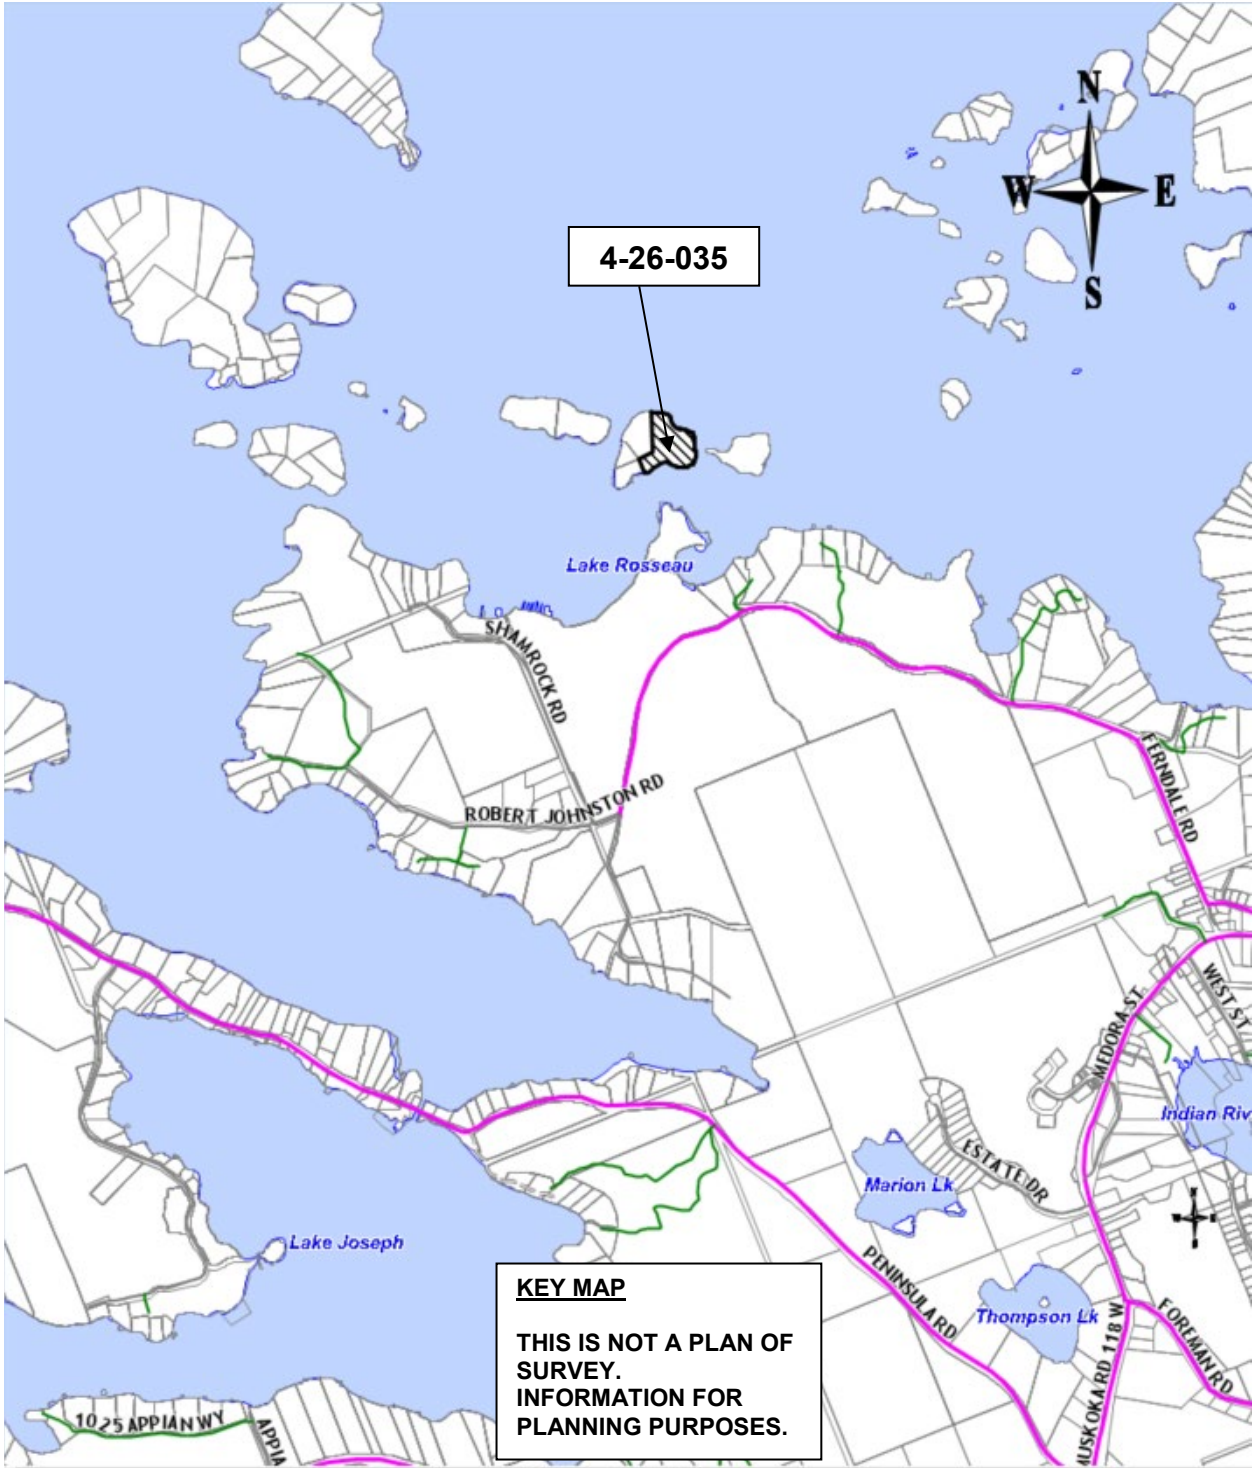 N
W E
S
4-26-035
Lake Rosseau
SHAMROCK RD
ROBERT JOHNSTON RD
FERNDALE RD
WEST ST
MEDORA ST
Indian Riv
ESTATE DR
Marion Lk
Lake Joseph
PENINSULA RD
Thompson Lk
FOREMAN RD
MUSKOKA RD 118 W
KEY MAP
THIS IS NOT A PLAN OF
SURVEY.
INFORMATION FOR
PLANNING PURPOSES.
1025 APPIAN WY
APPIA